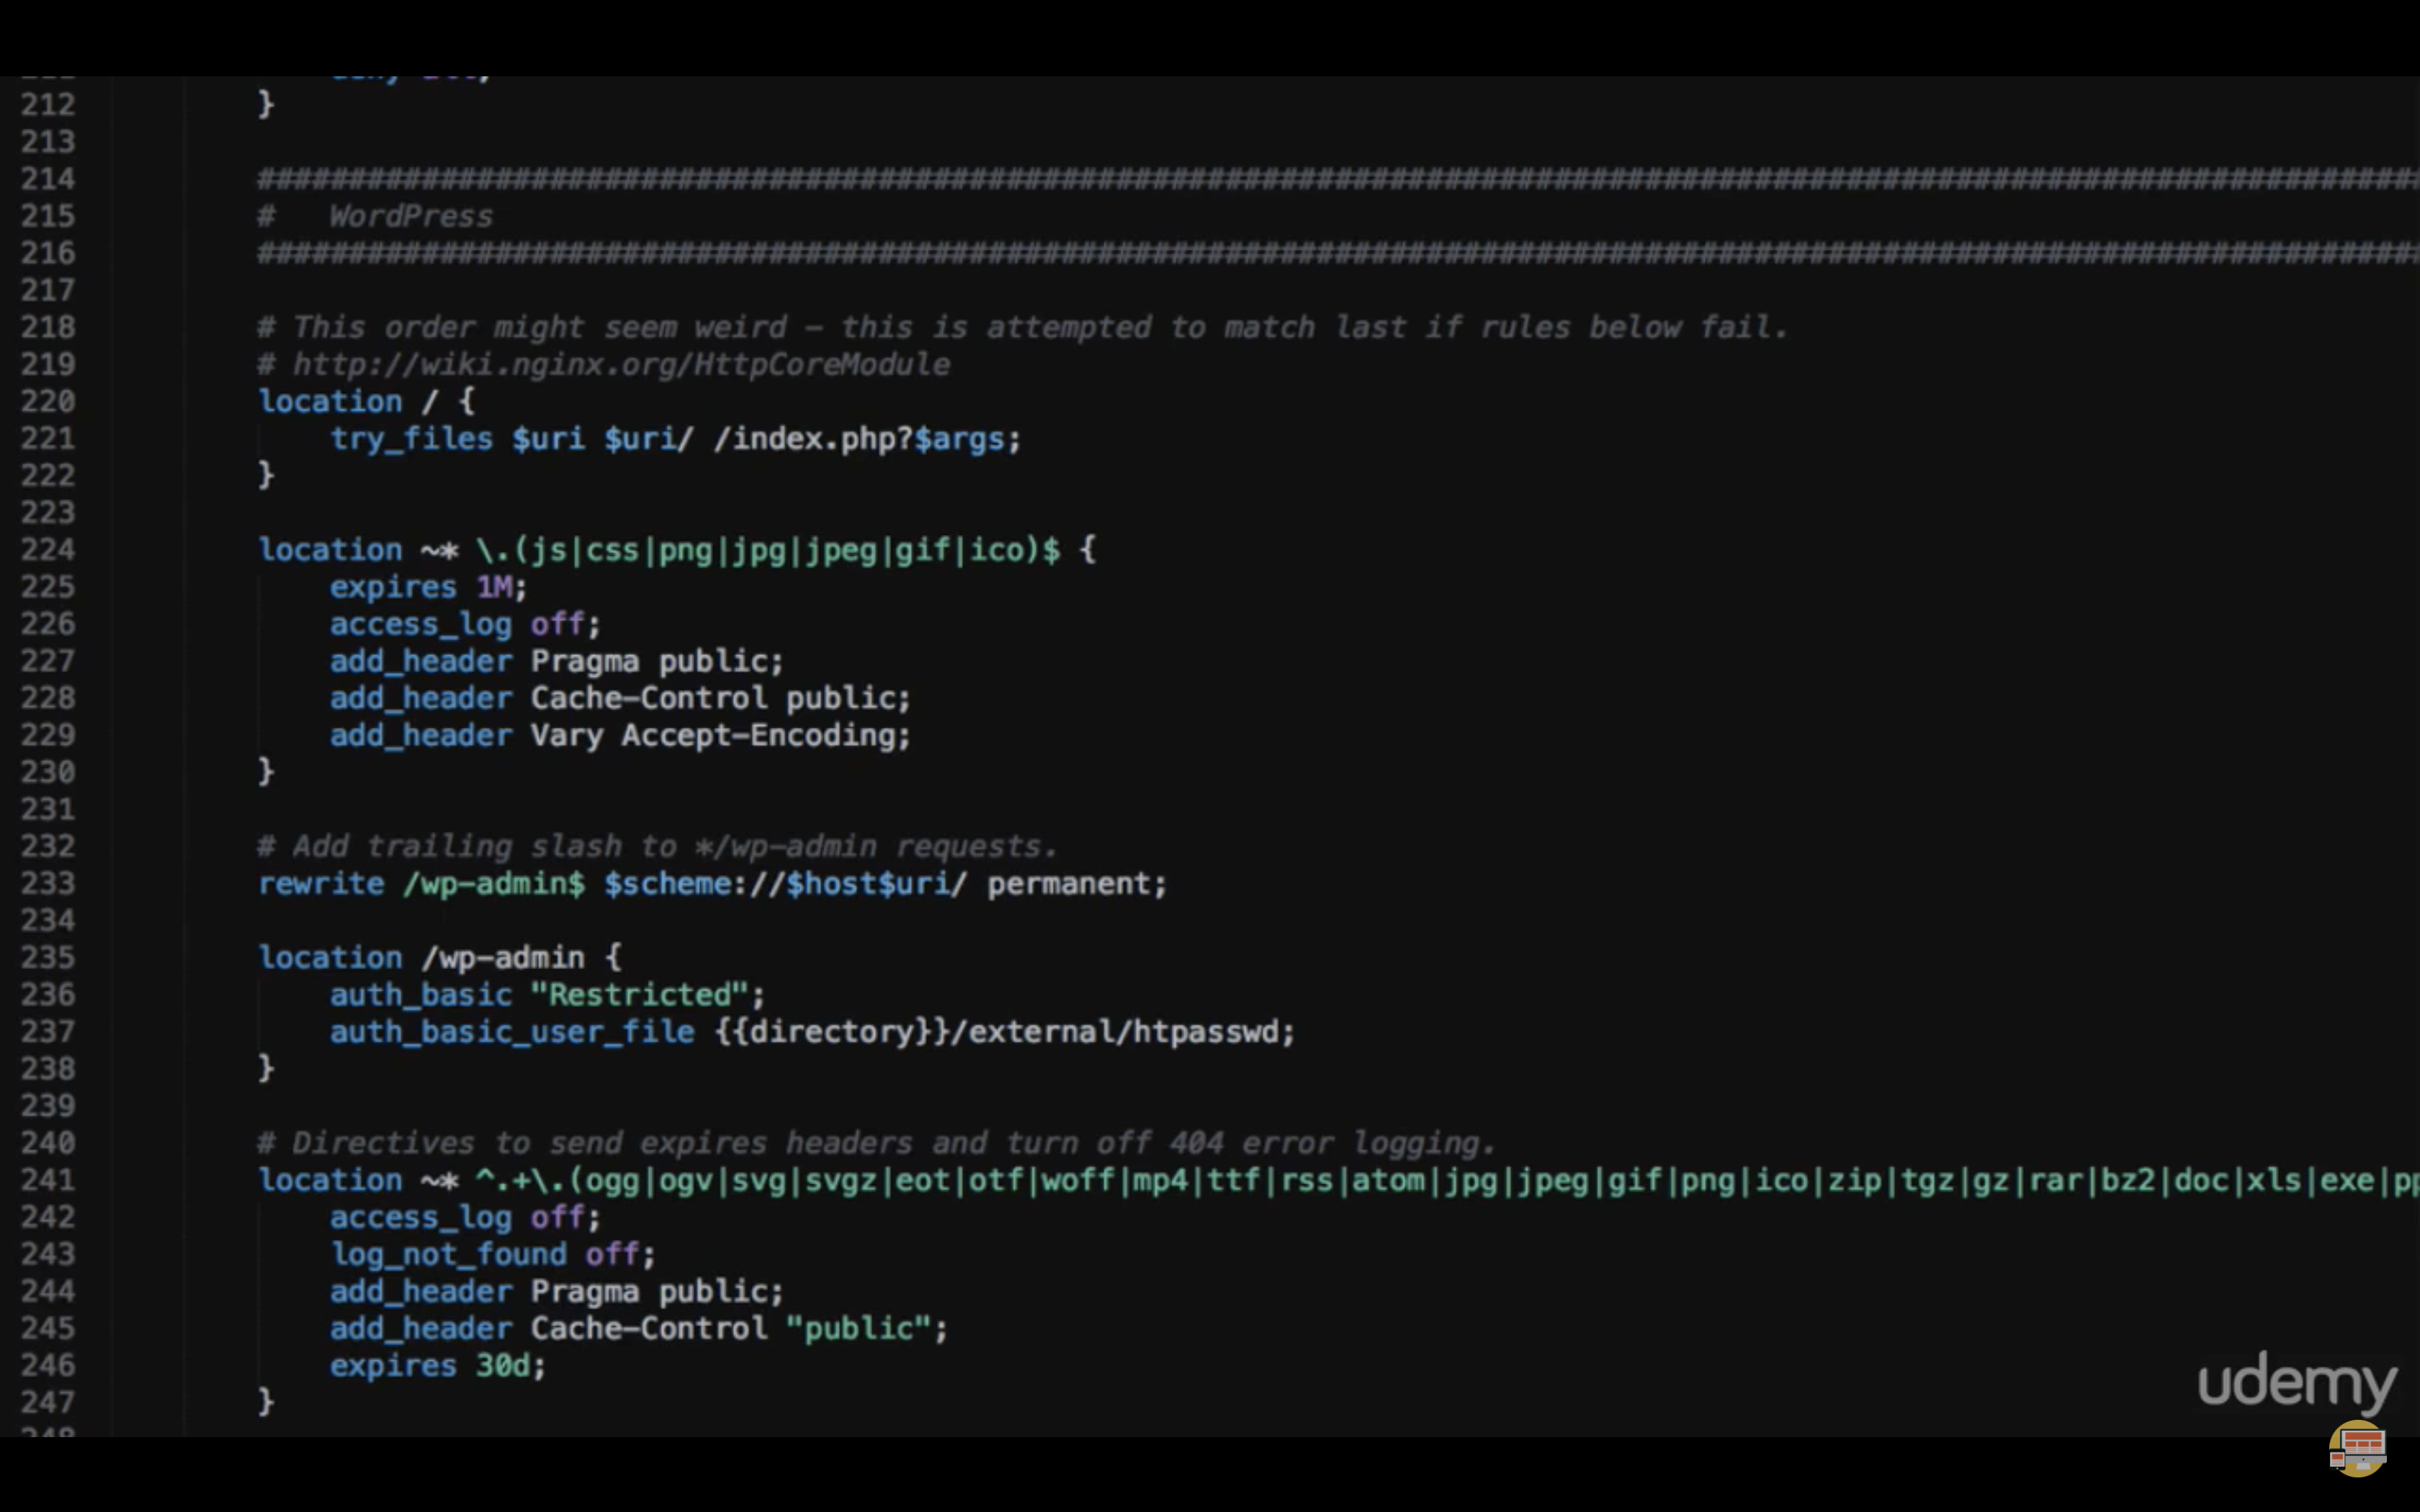 212 }
213
214 ########################################################################################################################
215 #   WordPress
216 ########################################################################################################################
217
218 # This order might seem weird – this is attempted to match last if rules below fail.
219 # http://wiki.nginx.org/HttpCoreModule
220 location / {
221 try_files $uri $uri/ /index.php?$args;
222 }
223
224 location ~* \.(js|css|png|jpg|jpeg|gif|ico)$ {
225 expires 1M;
226 access_log off;
227 add_header Pragma public;
228 add_header Cache-Control public;
229 add_header Vary Accept-Encoding;
230 }
231
232 # Add trailing slash to */wp-admin requests.
233 rewrite /wp-admin$ $scheme://$host$uri/ permanent;
234
235 location /wp-admin {
236 auth_basic "Restricted";
237 auth_basic_user_file {{directory}}/external/htpasswd;
238 }
239
240 # Directives to send expires headers and turn off 404 error logging.
241 location ~* ^.+\.(ogg|ogv|svg|svgz|eot|otf|woff|mp4|ttf|rss|atom|jpg|jpeg|gif|png|ico|zip|tgz|gz|rar|bz2|doc|xls|exe|pp
242 access_log off;
243 log_not_found off;
244 add_header Pragma public;
245 add_header Cache-Control "public";
246 expires 30d;
247 }
udemy